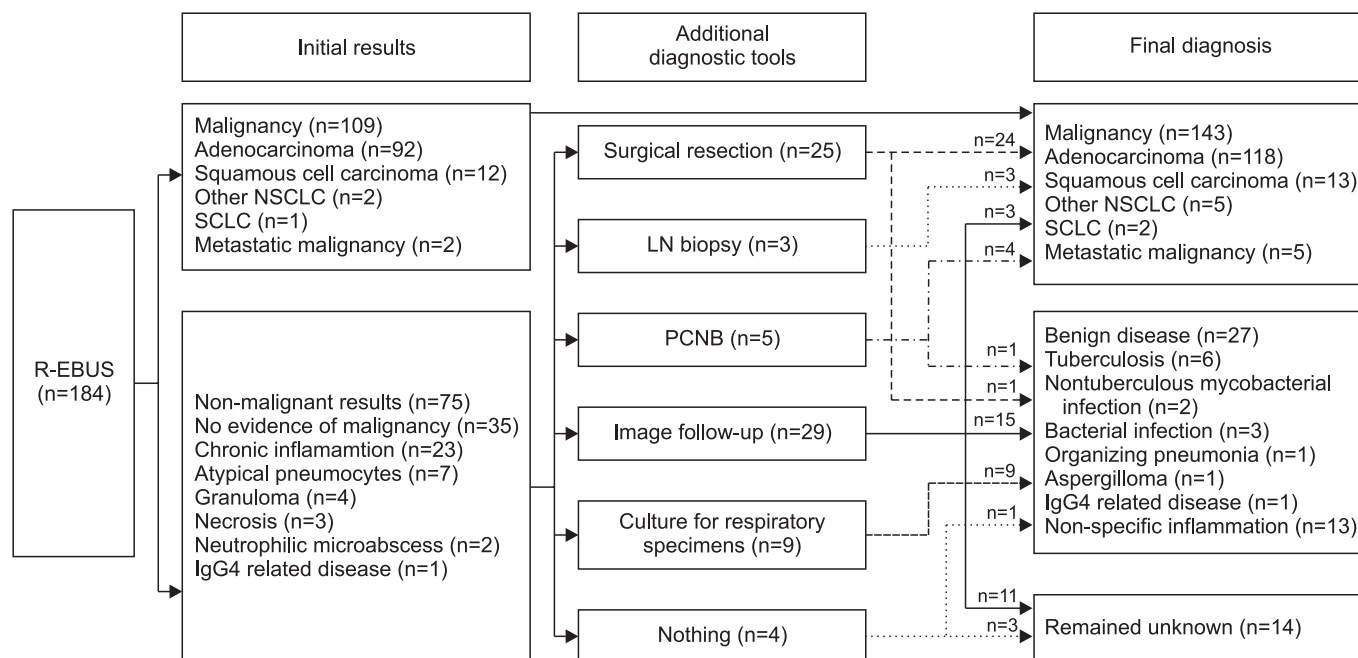 Initial results
Additional
diagnostic tools
Final diagnosis
R-EBUS
(n=184)
Malignancy (n=109)
Adenocarcinoma (n=92)
Squamous cell carcinoma (n=12)
Other NSCLC (n=2)
SCLC (n=1)
Metastatic malignancy (n=2)
Non-malignant results (n=75)
No evidence of malignancy (n=35)
Chronic inflamamtion (n=23)
Atypical pneumocytes (n=7)
Granuloma (n=4)
Necrosis (n=3)
Neutrophilic microabscess (n=2)
IgG4 related disease (n=1)
Surgical resection (n=25)
LN biopsy (n=3)
PCNB (n=5)
Image follow-up (n=29)
Culture for respiratory
specimens (n=9)
Nothing (n=4)
n=24
n=3
n=3
n=4
n=1
n=1
n=15
n=9
n=1
n=11
n=3
Malignancy (n=143)
Adenocarcinoma (n=118)
Squamous cell carcinoma (n=13)
Other NSCLC (n=5)
SCLC (n=2)
Metastatic malignancy (n=5)
Benign disease (n=27)
Tuberculosis (n=6)
Nontuberculous mycobacterial
infection (n=2)
Bacterial infection (n=3)
Organizing pneumonia (n=1)
Aspergilloma (n=1)
IgG4 related disease (n=1)
Non-specific inflammation (n=13)
Remained unknown (n=14)